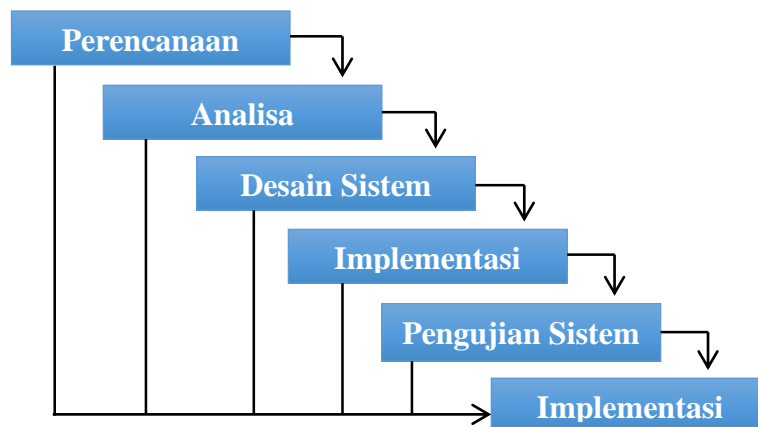 Perencanaan
Analisa
Desain Sistem
Implementasi
Pengujian Sistem
Implementasi